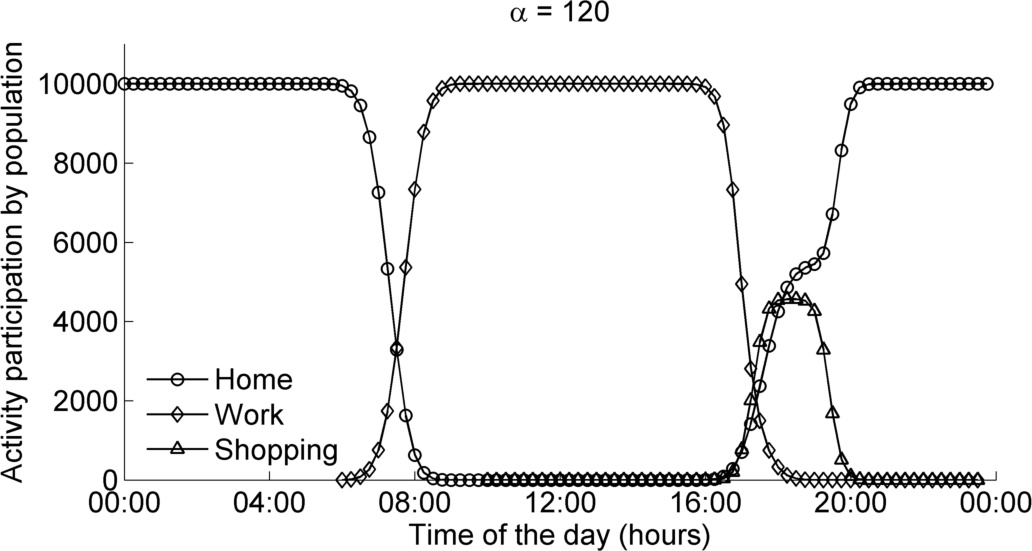 α = 120
Activity participation by population
10000
8000
6000
4000
2000
0
Home
Work
Shopping
00:00 04:00 08:00 12:00 16:00 20:00 00:00
Time of the day (hours)